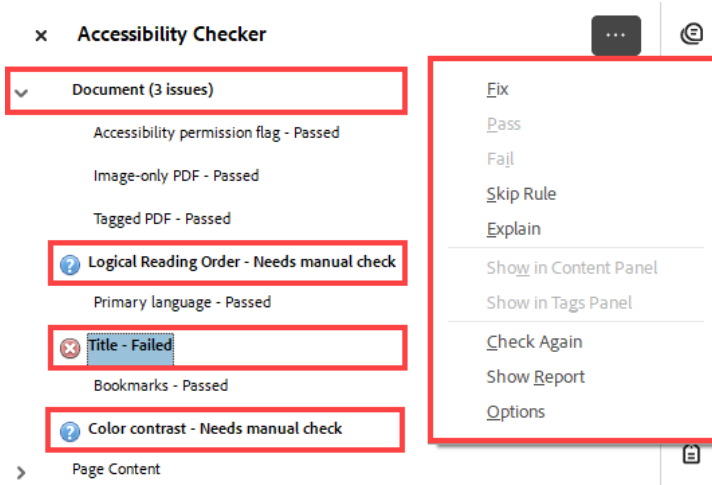 Accessibility Checker
Document (3 issues)
Accessibility permission flag - Passed
Image-only PDF - Passed
Tagged PDF - Passed
Logical Reading Order - Needs manual check
Primary language - Passed
Title - Failed
Bookmarks - Passed
Color contrast - Needs manual check
Page Content
Fix
Pass
Fail
Skip Rule
Explain
Show in Content Panel
Show in Tags Panel
Check Again
Show Report
Options